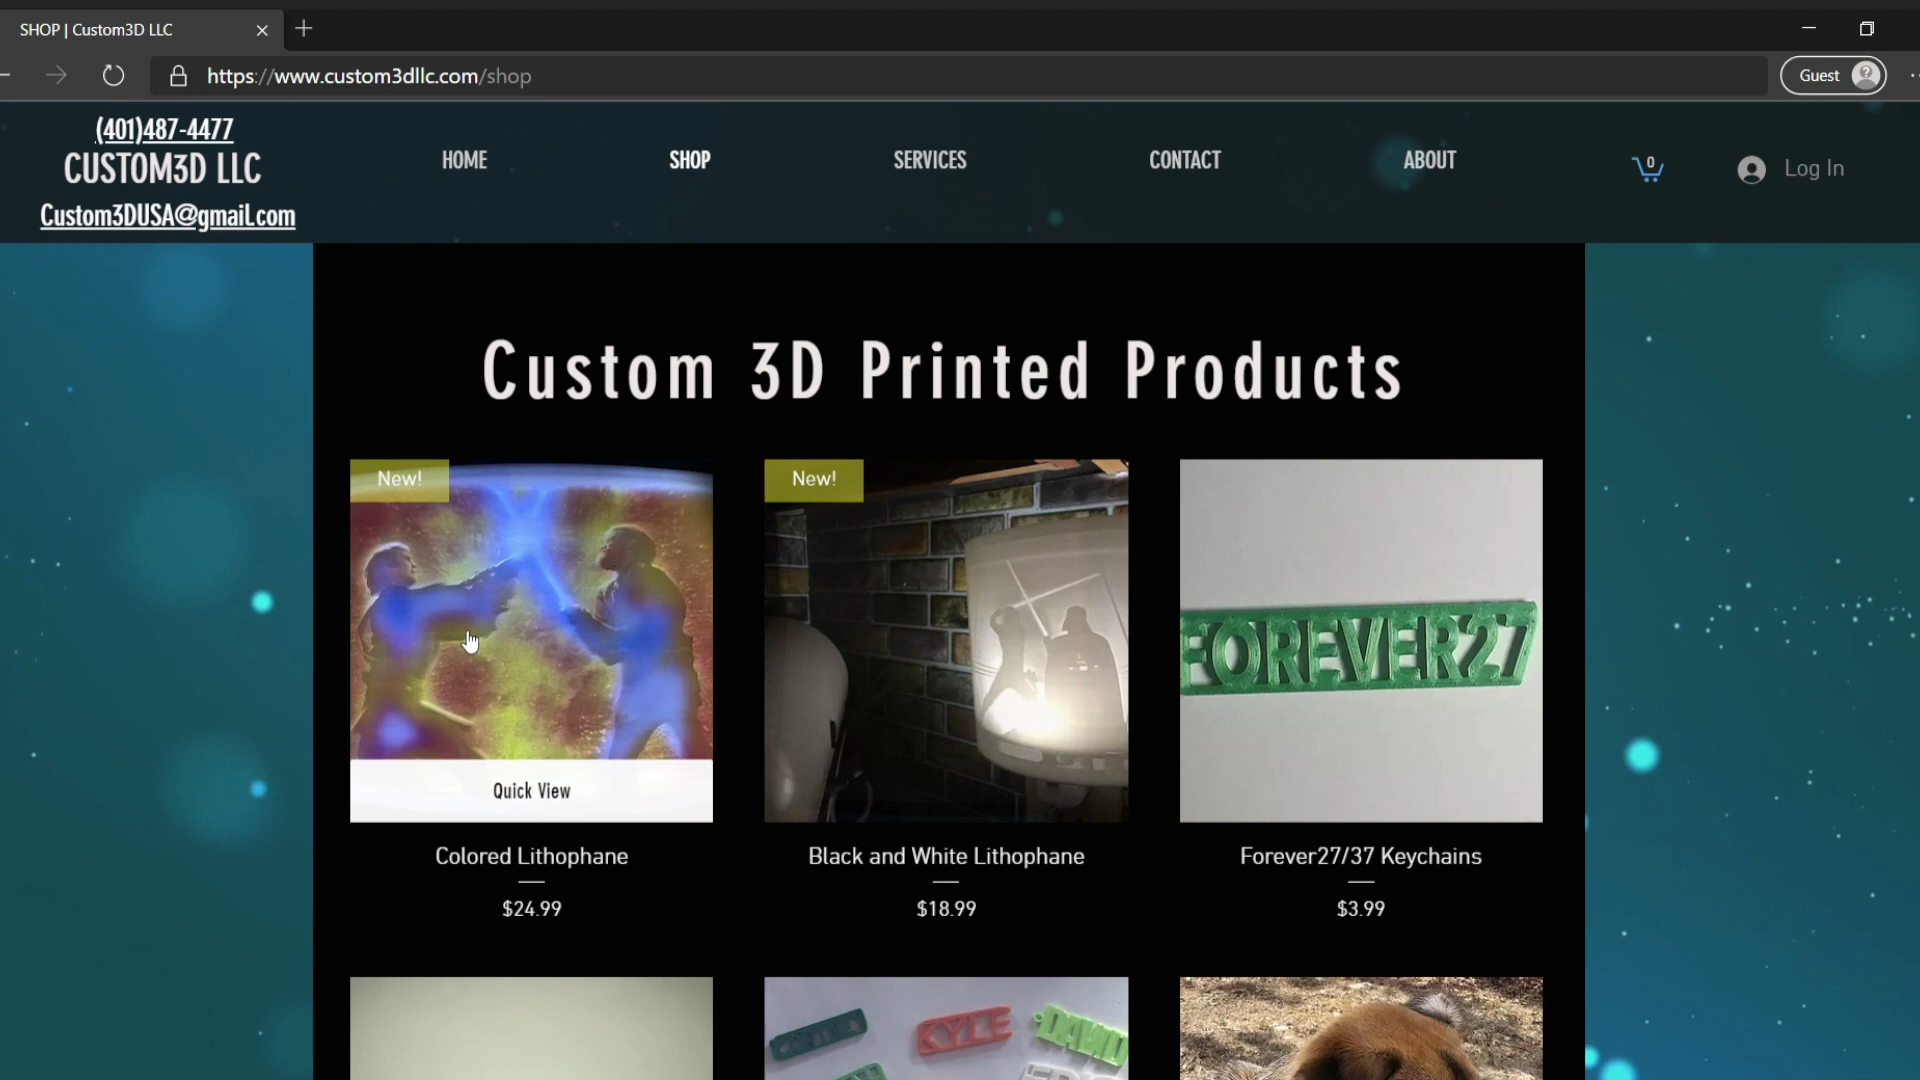 SHOP | Custom3D LLC
https://www.custom3dllc.com/shop
Guest
(401)487-4477
CUSTOM3D LLC
Custom3DUSA@gmail.com
HOME
SHOP
SERVICES
CONTACT
ABOUT
0
Log In
Custom 3D Printed Products
New!
New!
FOREVER27
Quick View
Colored Lithophane
Black and White Lithophane
Forever27/37 Keychains
$24.99
$18.99
$3.99
KYLE
DAVID